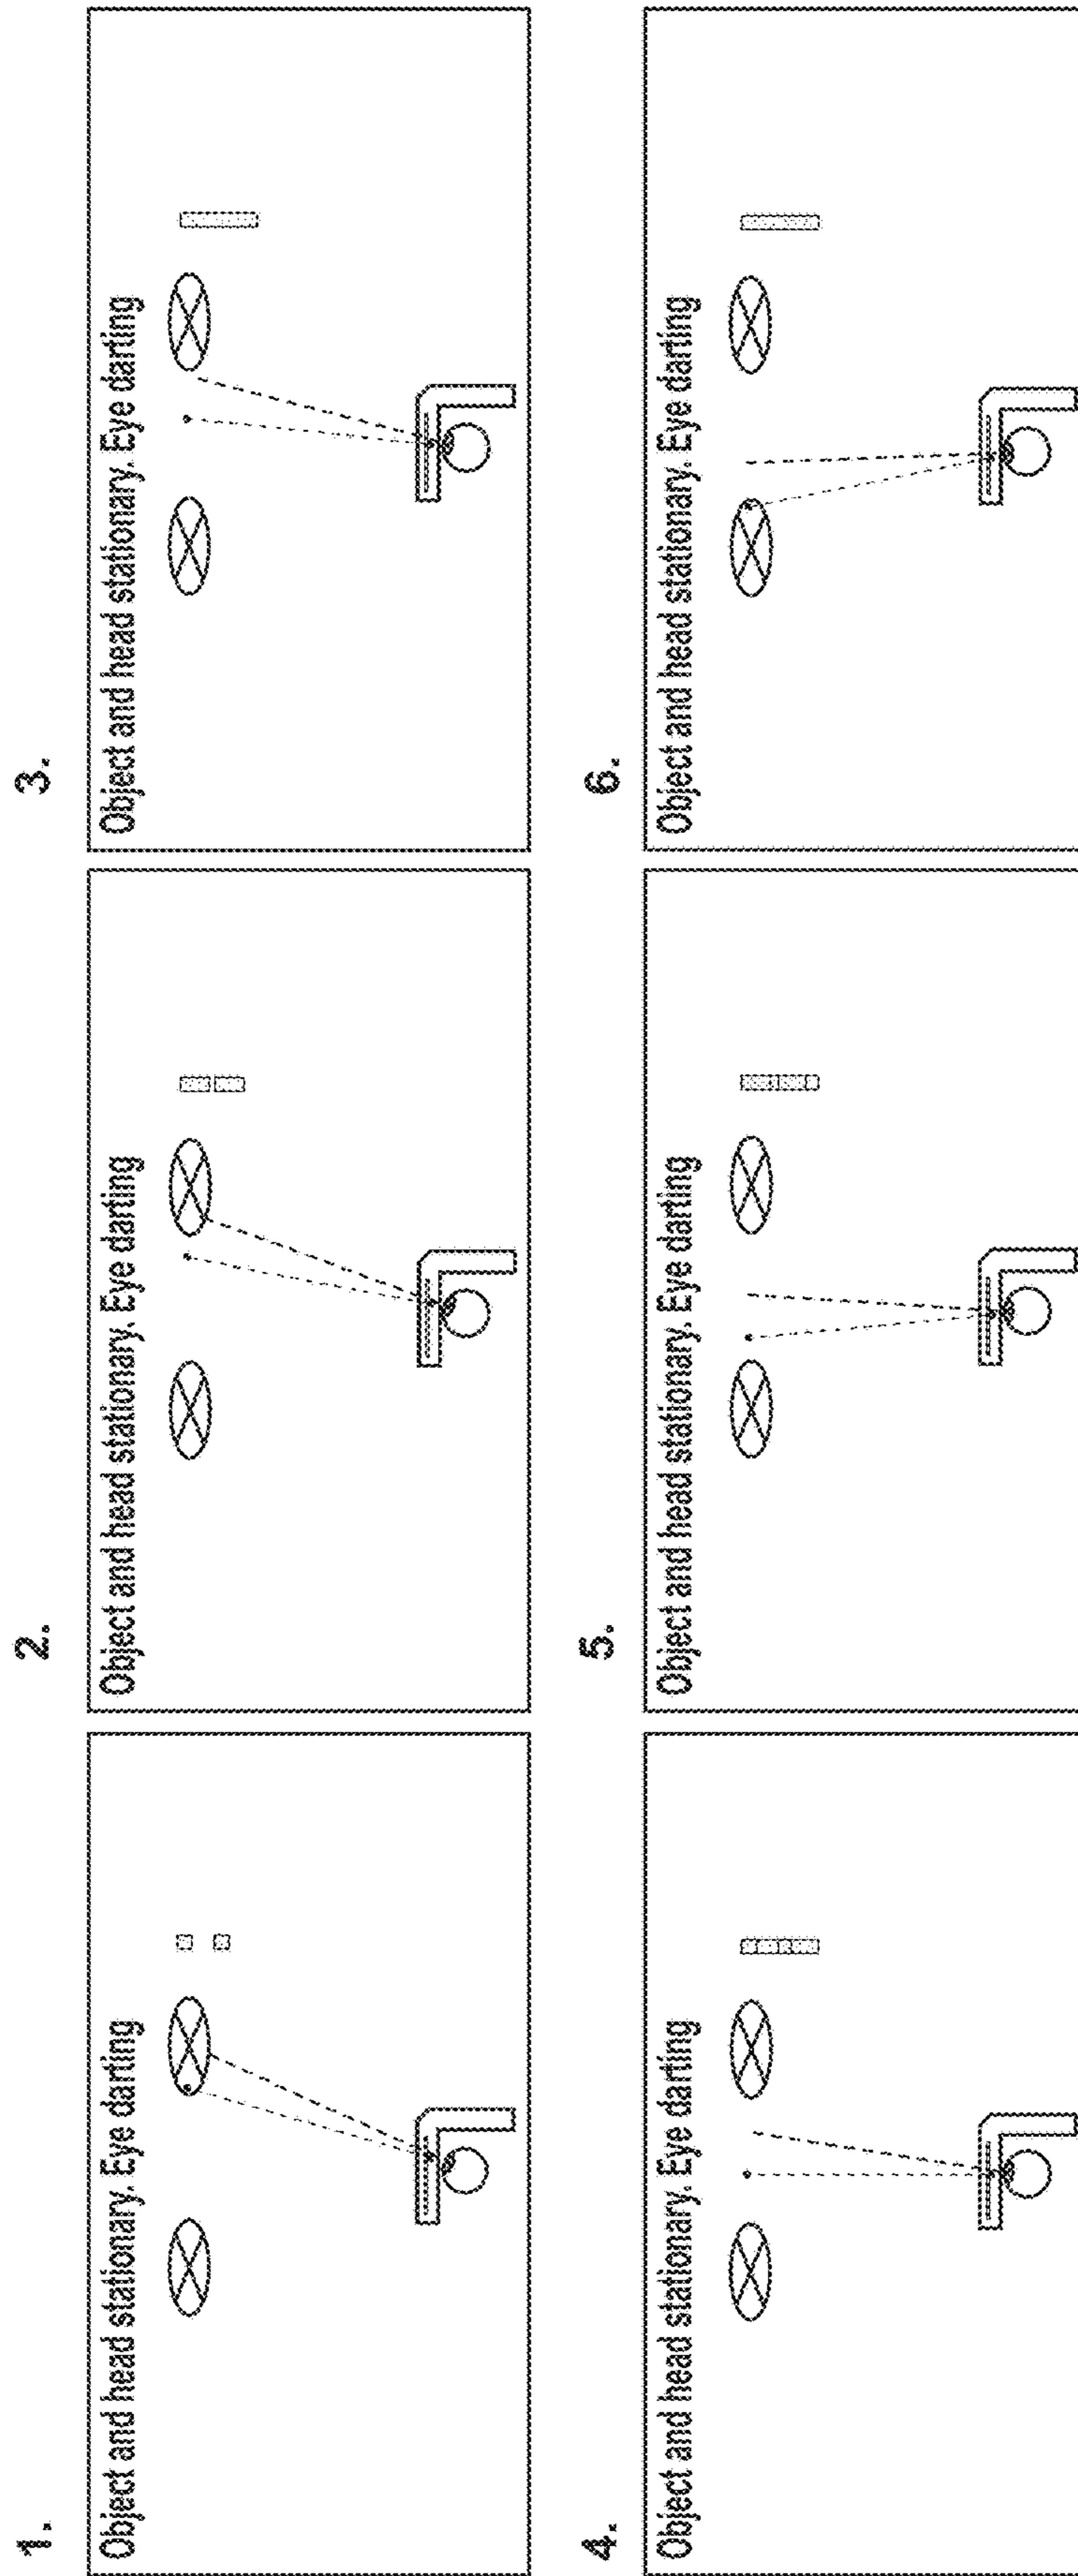 1.
Object and head stationary. Eye darting
2.
Object and head stationary. Eye darting
3.
Object and head stationary. Eye darting
4.
Object and head stationary. Eye darting
5.
Object and head stationary. Eye darting
6.
Object and head stationary. Eye darting